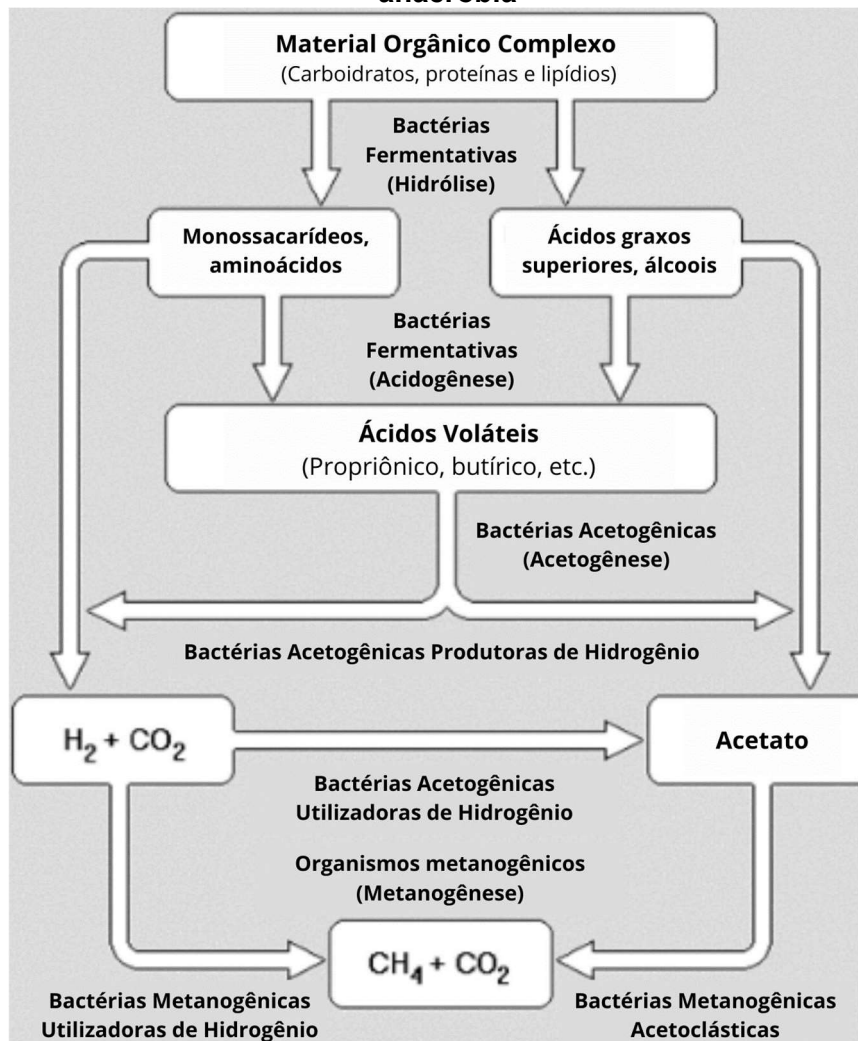 Material Orgânico Complexo
(Carboidratos, proteínas e lipídios)
Bactérias
Fermentativas
(Hidrólise)
Monossacarídeos,
aminoácidos
Ácidos graxos
superiores, álcoois
Bactérias
Fermentativas
(Acidogênese)
Ácidos Voláteis
(Propriônico, butírico, etc.)
Bactérias Acetogênicas
(Acetogênese)
Bactérias Acetogênicas Produtoras de Hidrogênio
H₂ + CO₂
Acetato
Bactérias Acetogênicas
Utilizadoras de Hidrogênio
Organismos metanogênicos
(Metanogênese)
CH₄ + CO₂
Bactérias Metanogênicas
Utilizadoras de Hidrogênio
Bactérias Metanogênicas
Acetoclásticas